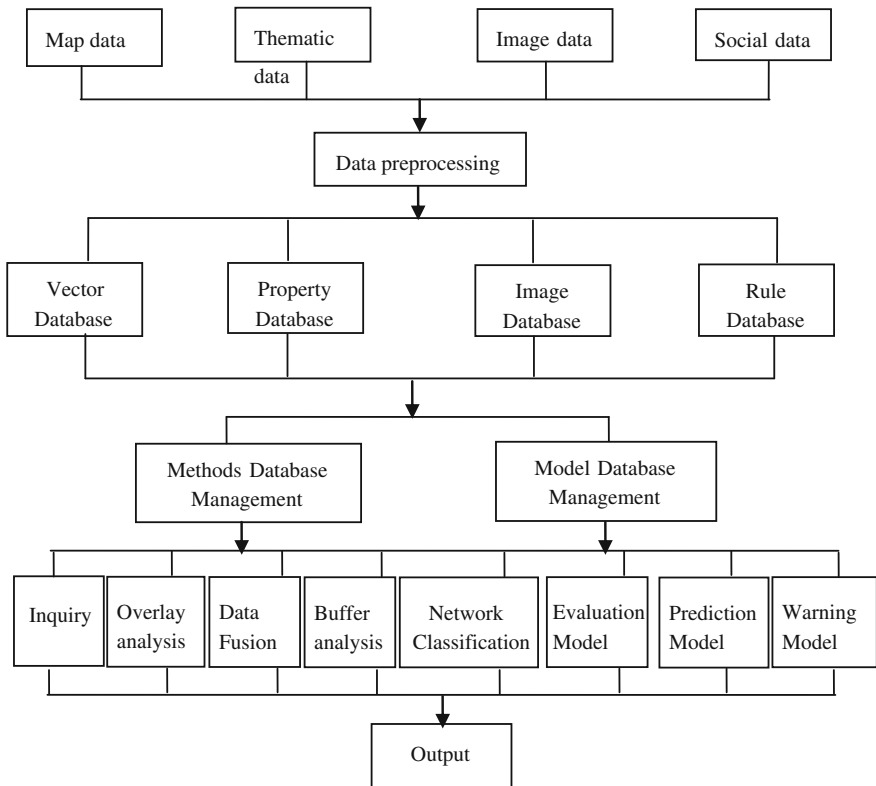 Map data
Thematic
data
Image data
Social data
Data preprocessing
Vector
Database
Property
Database
Image
Database
Rule
Database
Methods Database
Management
Model Database
Management
Inquiry
Overlay
analysis
Data
Fusion
Buffer
analysis
Network
Classification
Evaluation
Model
Prediction
Model
Warning
Model
Output